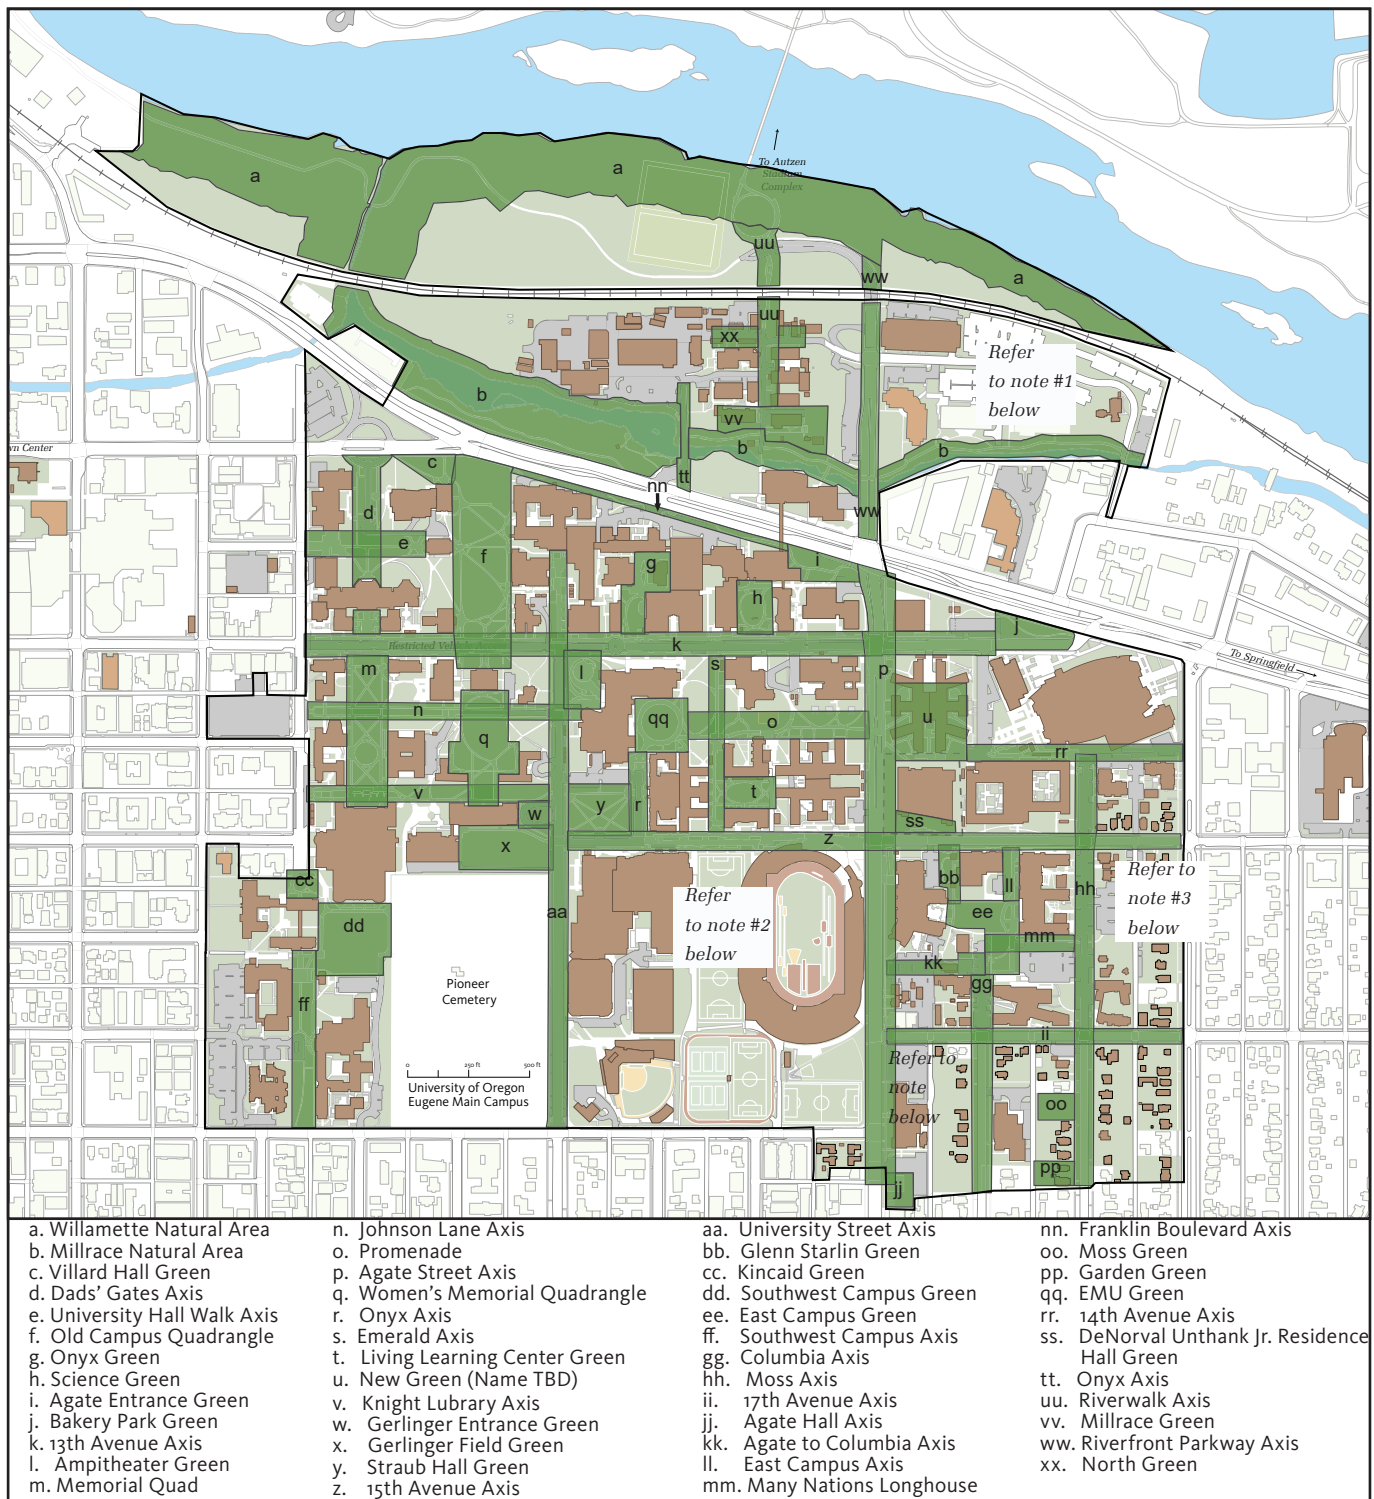 a
a
To Autzen
Stadium
Complex
uu
ww
a
uu
xx
Refer
to note #1
below
b
vv
b
b
wn Center
c
tt
nn
ww
d
e
f
g
i
h
j
k
Restricted Vehicle
To Springfield
m
l
s
p
n
qq
o
u
q
rr
v
y
r
t
w
ss
x
z
cc
bb
ll
hh
Refer to
note #3
below
Refer
to note #2
below
dd
aa
ee
mm
kk
gg
Pioneer
Cemetery
ff
ii
Refer to
note
below
0
250 ft
500 ft
University of Oregon
Eugene Main Campus
oo
pp
jj
a. Willamette Natural Area
b. Millrace Natural Area
c. Villard Hall Green
d. Dads' Gates Axis
e. University Hall Walk Axis
f. Old Campus Quadrangle
g. Onyx Green
h. Science Green
i. Agate Entrance Green
j. Bakery Park Green
k. 13th Avenue Axis
l. Ampitheater Green
m. Memorial Quad
n. Johnson Lane Axis
o. Promenade
p. Agate Street Axis
q. Women's Memorial Quadrangle
r. Onyx Axis
s. Emerald Axis
t. Living Learning Center Green
u. New Green (Name TBD)
v. Knight Lubrary Axis
w. Gerlinger Entrance Green
x. Gerlinger Field Green
y. Straub Hall Green
z. 15th Avenue Axis
aa. University Street Axis
bb. Glenn Starlin Green
cc. Kincaid Green
dd. Southwest Campus Green
ee. East Campus Green
ff. Southwest Campus Axis
gg. Columbia Axis
hh. Moss Axis
ii. 17th Avenue Axis
jj. Agate Hall Axis
kk. Agate to Columbia Axis
ll. East Campus Axis
mm. Many Nations Longhouse
nn. Franklin Boulevard Axis
oo. Moss Green
pp. Garden Green
qq. EMU Green
rr. 14th Avenue Axis
ss. DeNorval Unthank Jr. Residence
Hall Green
tt. Onyx Axis
uu. Riverwalk Axis
vv. Millrace Green
ww. Riverfront Parkway Axis
xx. North Green